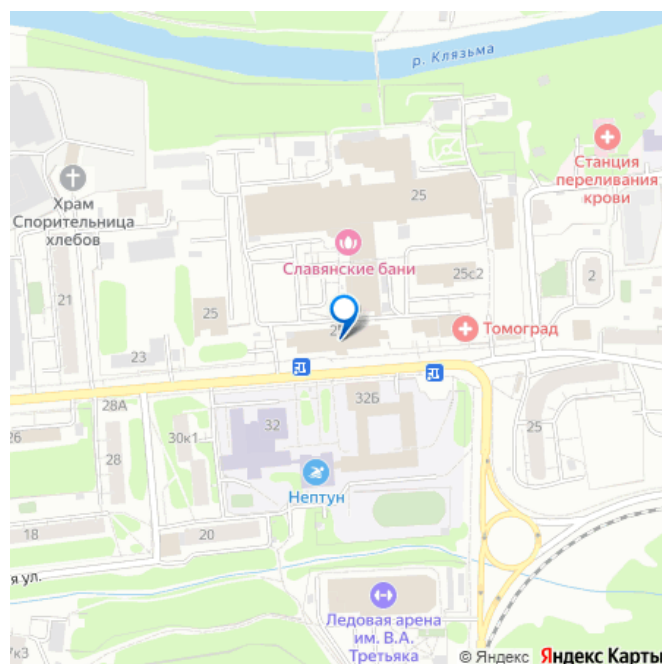 р. Клязьма
Станция
переливания
крови
Храм
Спорительница
хлебов
25
Славянские бани
25с2
2
21
25
Томоград
23
28А
32Б
26
30к1
32
25
28
Нептун
18
20
я ул.
Ледовая арена
им. В.А.
Третьяка
7к3
© Яндекс Яндекс Карты